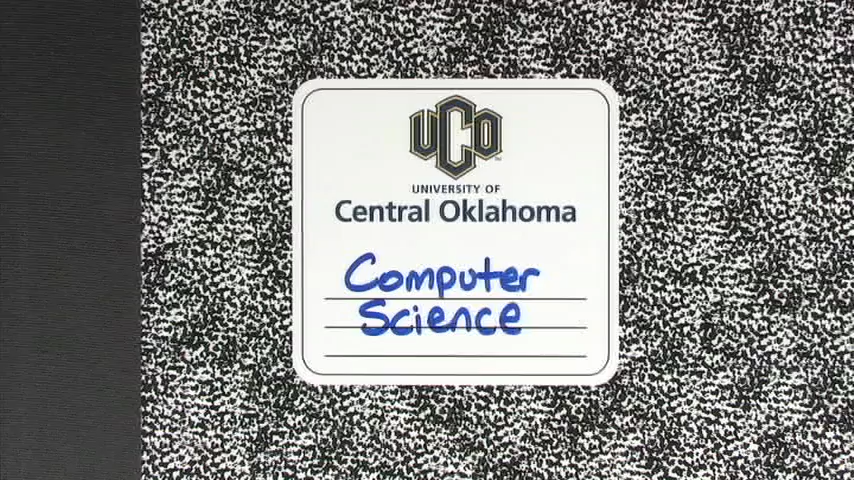 UCO
UNIVERSITY OF
Central Oklahoma
Computer
Science